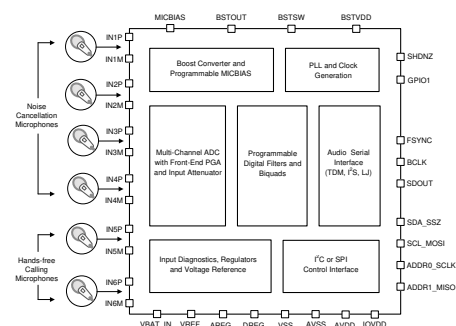 MICBIAS BSTOUT BSTSW BSTVDD
IN1P
IN1M
IN2P
IN2M
IN3P
IN3M
IN4P
IN4M
IN5P
IN5M
IN6P
IN6M
Noise
Cancellation
Microphones
Hands-free
Calling
Microphones
Boost Converter and
Programmable MICBIAS
PLL and Clock
Generation
Multi-Channel ADC
with Front-End PGA
and Input Attenuator
Programmable
Digital Filters and
Biquads
Audio Serial
Interface
(TDM, I²S, LJ)
Input Diagnostics, Regulators
and Voltage Reference
I²C or SPI
Control Interface
SHDNZ
GPIO1
FSYNC
BCLK
SDOUT
SDA_SSZ
SCL_MOSI
ADDR0_SCLK
ADDR1_MISO
VBAT_IN VREF AREG DREG VSS AVSS AVDD IOVDD